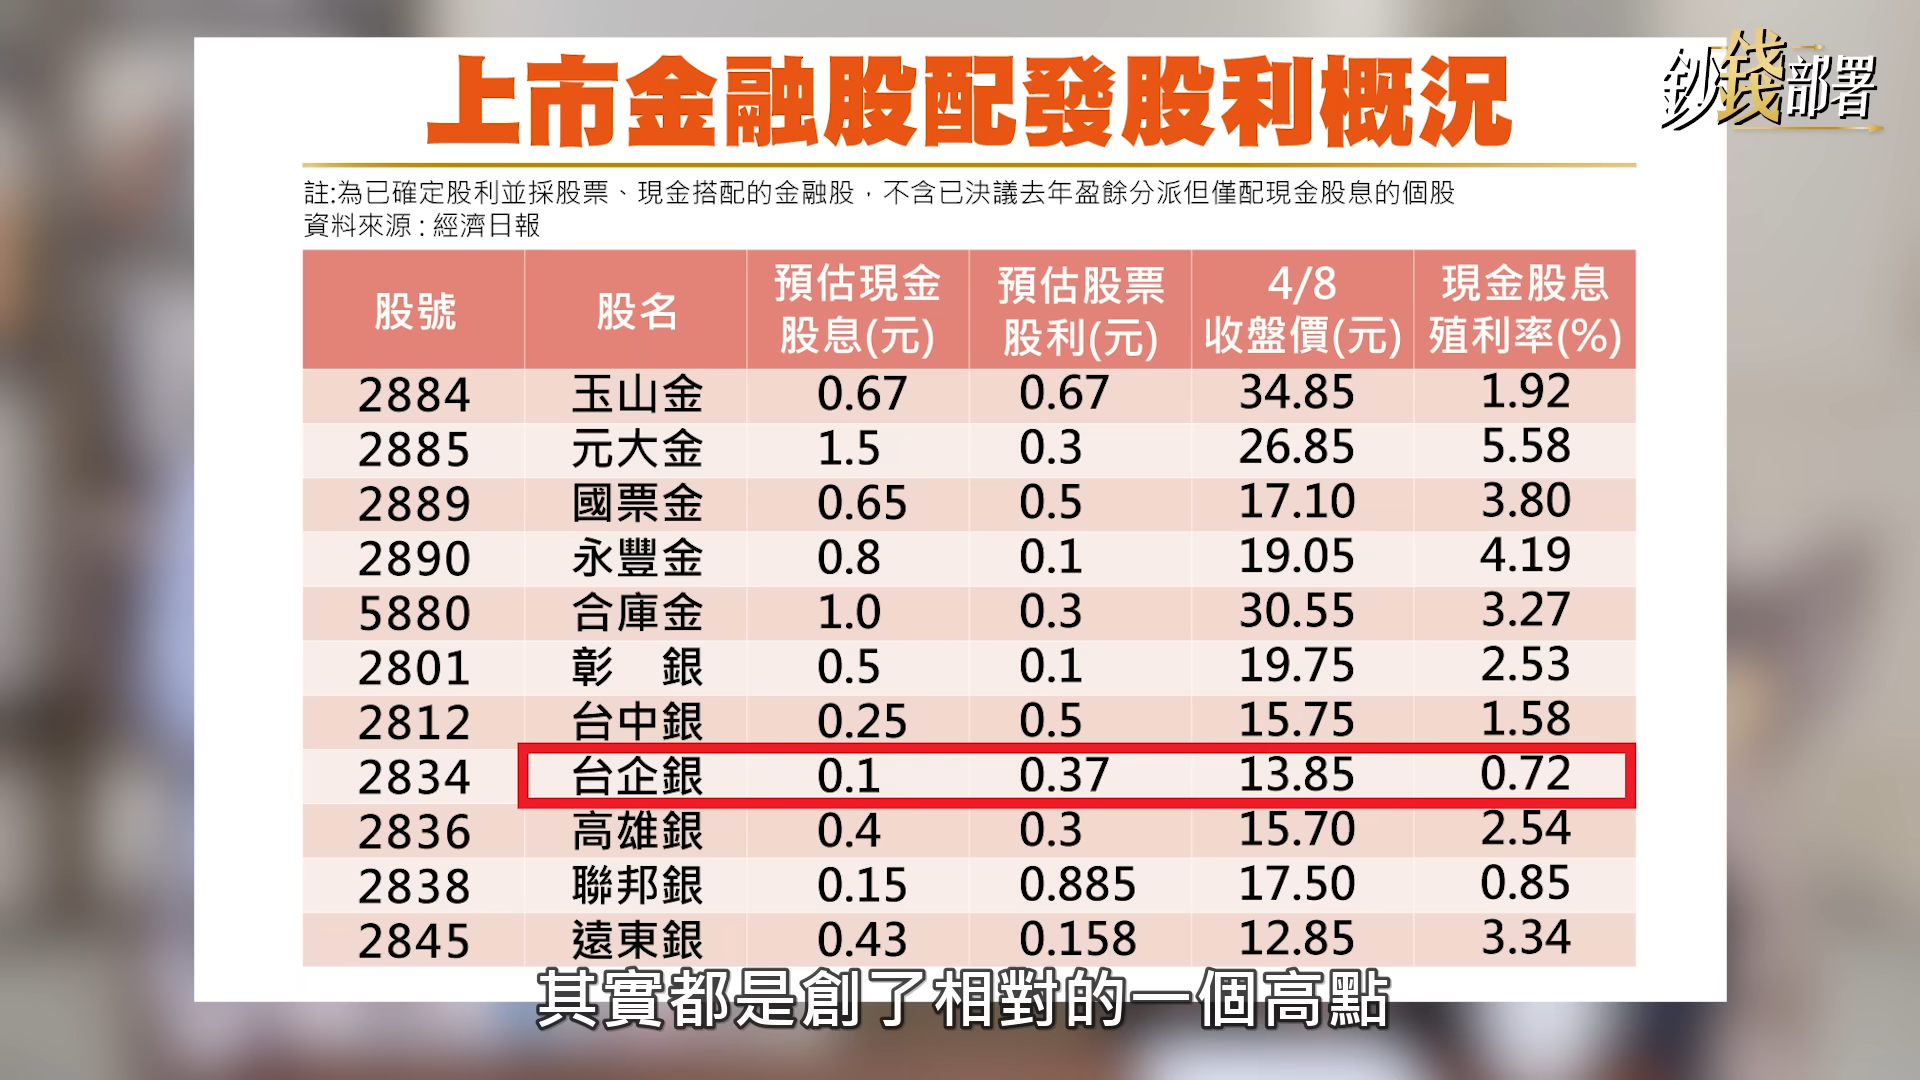 上市金融股配發股利概況
鈔錢部署
註:為已確定股利並採股票、現金搭配的金融股，不含已決議去年盈餘分派但僅配現金股息的個股
資料來源:經濟日報
股號 股名 預估現金股息(元) 預估股票股利(元) 4/8收盤價(元) 現金股息殖利率(%)
2884 玉山金 0.67 0.67 34.85 1.92
2885 元大金 1.5 0.3 26.85 5.58
2889 國票金 0.65 0.5 17.10 3.80
2890 永豐金 0.8 0.1 19.05 4.19
5880 合庫金 1.0 0.3 30.55 3.27
2801 彰　銀 0.5 0.1 19.75 2.53
2812 台中銀 0.25 0.5 15.75 1.58
2834 台企銀 0.1 0.37 13.85 0.72
2836 高雄銀 0.4 0.3 15.70 2.54
2838 聯邦銀 0.15 0.885 17.50 0.85
2845 遠東銀 0.43 0.158 12.85 3.34
其實都是創了相對的一個高點